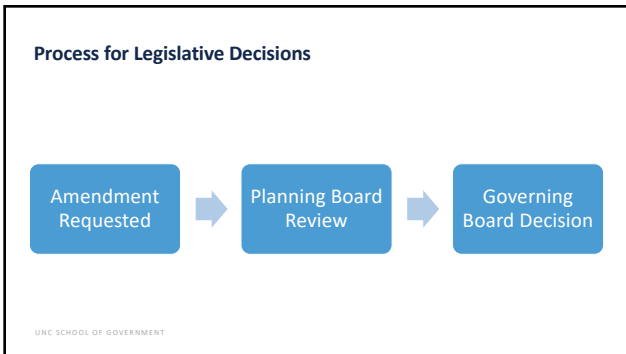 Process for Legislative Decisions
Amendment
Requested
Planning Board
Review
Governing
Board Decision
UNC SCHOOL OF GOVERNMENT